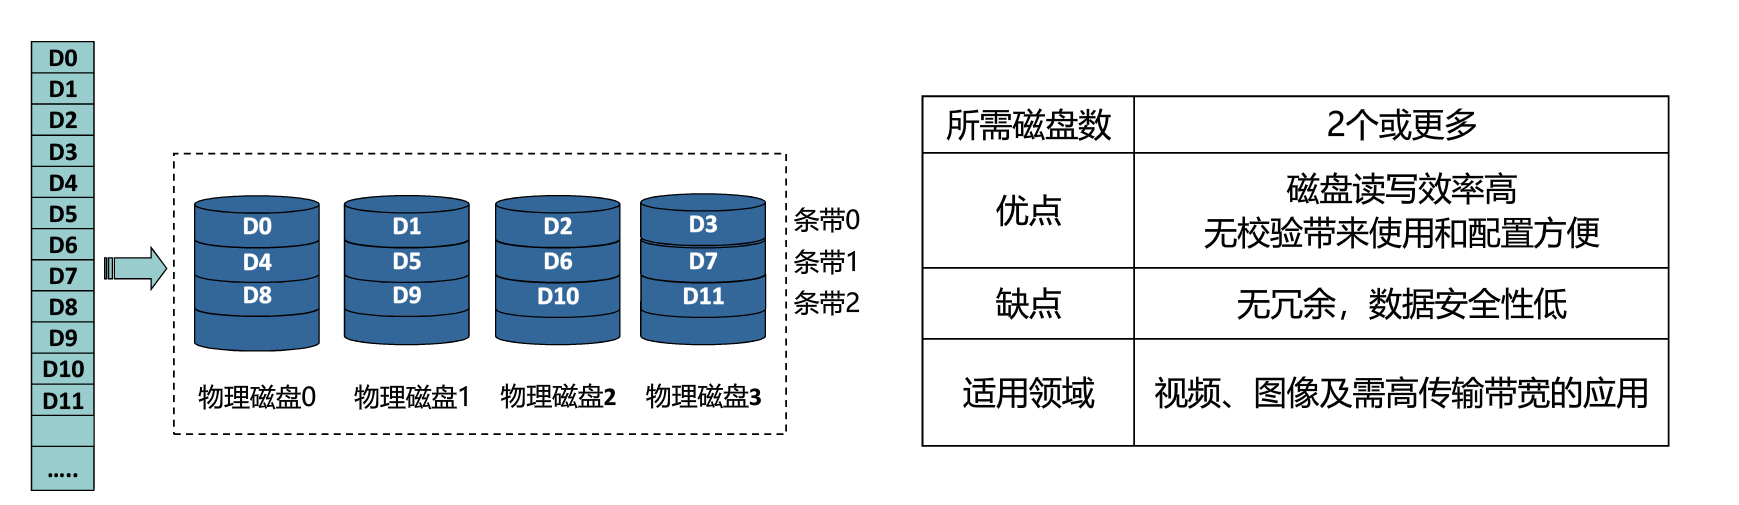 D0
D1
D2
D3
D4
D5
D6
D7
D8
D9
D10
D11
.....
D0 D1 D2 D3 条带0
D4 D5 D6 D7 条带1
D8 D9 D10 D11 条带2
物理磁盘0 物理磁盘1 物理磁盘2 物理磁盘3
所需磁盘数 2个或更多
优点 磁盘读写效率高
无校验带来使用和配置方便
缺点 无冗余，数据安全性低
适用领域 视频、图像及需高传输带宽的应用